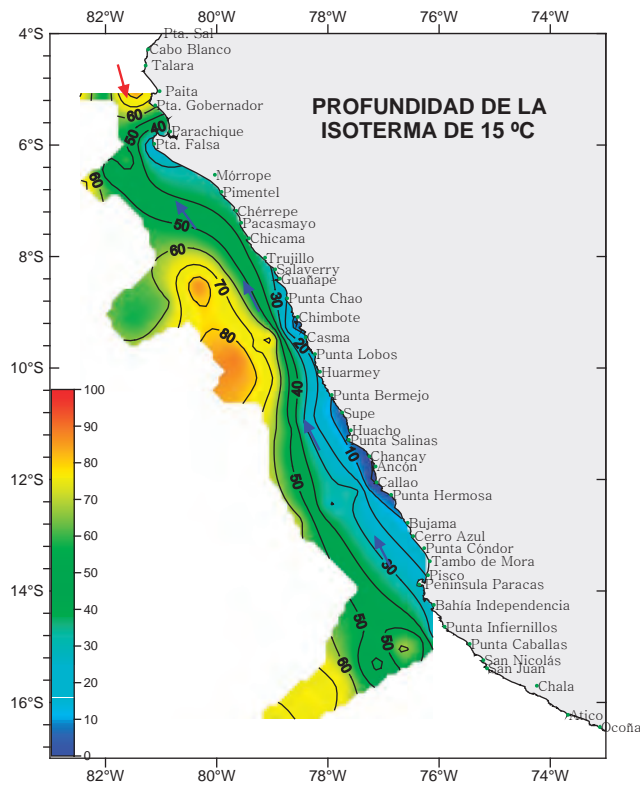 82°W 80°W 78°W 76°W 74°W
4°S
Pta. Sal
Cabo Blanco
Talara
Paita
Pta. Gobernador
PROFUNDIDAD DE LA
ISOTERMA DE 15 ºC
60
40
50
Parachique
6°S
Pta. Falsa
60
Mórrope
Pimentel
Chérrepe
50
Pacasmayo
Chicama
60
8°S
Trujillo
Salaverry
Guañape
70
30
Punta Chao
Chimbote
80
Casma
20
Punta Lobos
10°S
Huarmey
40
100
Punta Bermejo
90
Supe
Huacho
Punta Salinas
80
10
Chancay
Ancón
12°S
70
50
Callao
Punta Hermosa
60
Bujama
Cerro Azul
50
Punta Cóndor
Tambo de Mora
30
Pisco
Peninsula Paracas
14°S
40
Bahía Independencia
50
50
Punta Infiernillos
30
Punta Caballas
60
San Nicolás
San Juan
20
Chala
16°S
10
Atico
Ocoña
0
82°W 80°W 78°W 76°W 74°W